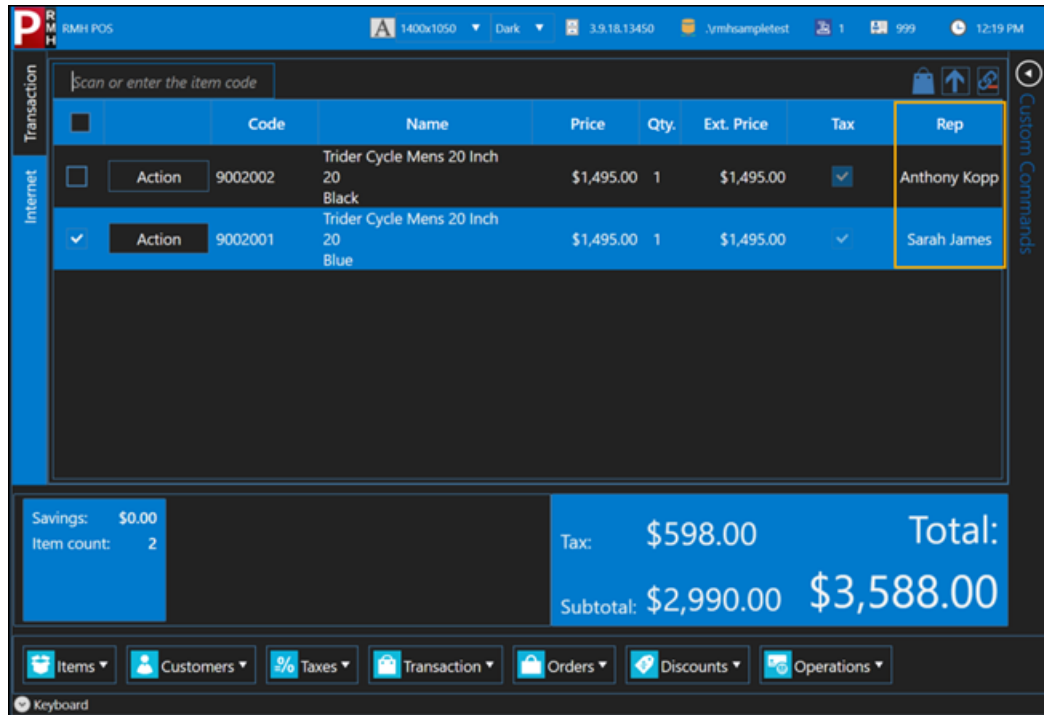 P RMH RMH POS A 1400x1050 Dark 3.9.18.13450 .\rmhsampletest 1 999 12:19 PM
Transaction
Internet
Scan or enter the item code
Custom Commands
Code Name Price Qty. Ext. Price Tax Rep
Action 9002002 Trider Cycle Mens 20 Inch $1,495.00 1 $1,495.00 Anthony Kopp
20
Black
Action 9002001 Trider Cycle Mens 20 Inch $1,495.00 1 $1,495.00 Sarah James
20
Blue
Savings: $0.00
Item count: 2
Tax: $598.00 Total:
Subtotal: $2,990.00 $3,588.00
Items Customers Taxes Transaction Orders Discounts Operations
Keyboard